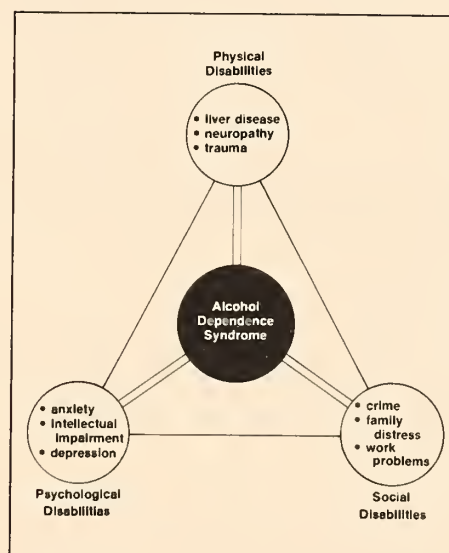 Physical
Disabilities
• liver disease
• neuropathy
• trauma
Alcohol
Dependence
Syndrome
• anxiety
• intellectual
impairment
• depression
Psychological
Disabilities
• crime
• family
distress
• work
problems
Social
Disabilities